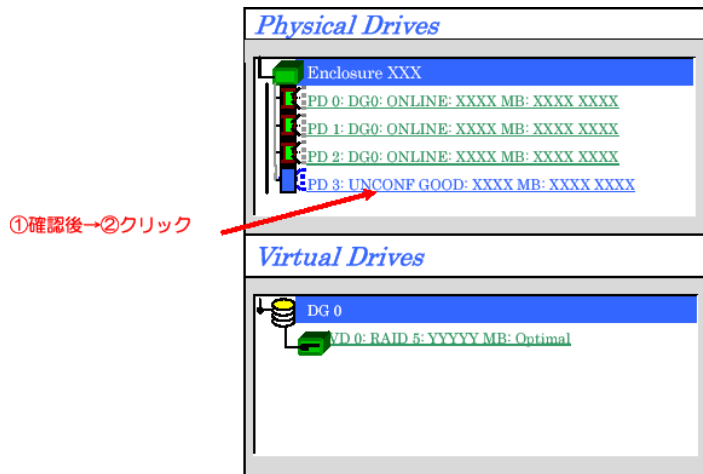 Physical Drives
Enclosure XXX
PD 0: DG0: ONLINE: XXXX MB: XXXX XXXX
PD 1: DG0: ONLINE: XXXX MB: XXXX XXXX
PD 2: DG0: ONLINE: XXXX MB: XXXX XXXX
PD 3: UNCONF GOOD: XXXX MB: XXXX XXXX
①確認後→②クリック
Virtual Drives
DG 0
VD 0: RAID 5: YYYYY MB: Optimal